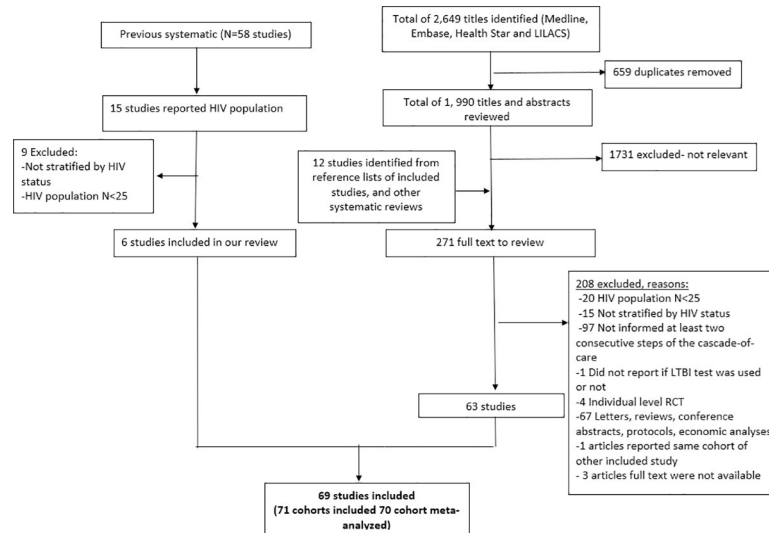 Previous systematic (N=58 studies)
15 studies reported HIV population
9 Excluded:
-Not stratified by HIV
status
-HIV population N<25
6 studies included in our review
Total of 2,649 titles identified (Medline,
Embase, Health Star and LILACS)
659 duplicates removed
Total of 1, 990 titles and abstracts
reviewed
1731 excluded- not relevant
12 studies identified from
reference lists of included
studies, and other
systematic reviews
271 full text to review
208 excluded, reasons:
-20 HIV population N<25
-15 Not stratified by HIV status
-97 Not informed at least two
consecutive steps of the cascade-of-
care
-1 Did not report if LTBI test was used
or not
-4 Individual level RCT
-67 Letters, reviews, conference
abstracts, protocols, economic analyses
-1 articles reported same cohort of
other included study
- 3 articles full text were not available
63 studies
69 studies included
(71 cohorts included 70 cohort meta-
analyzed)